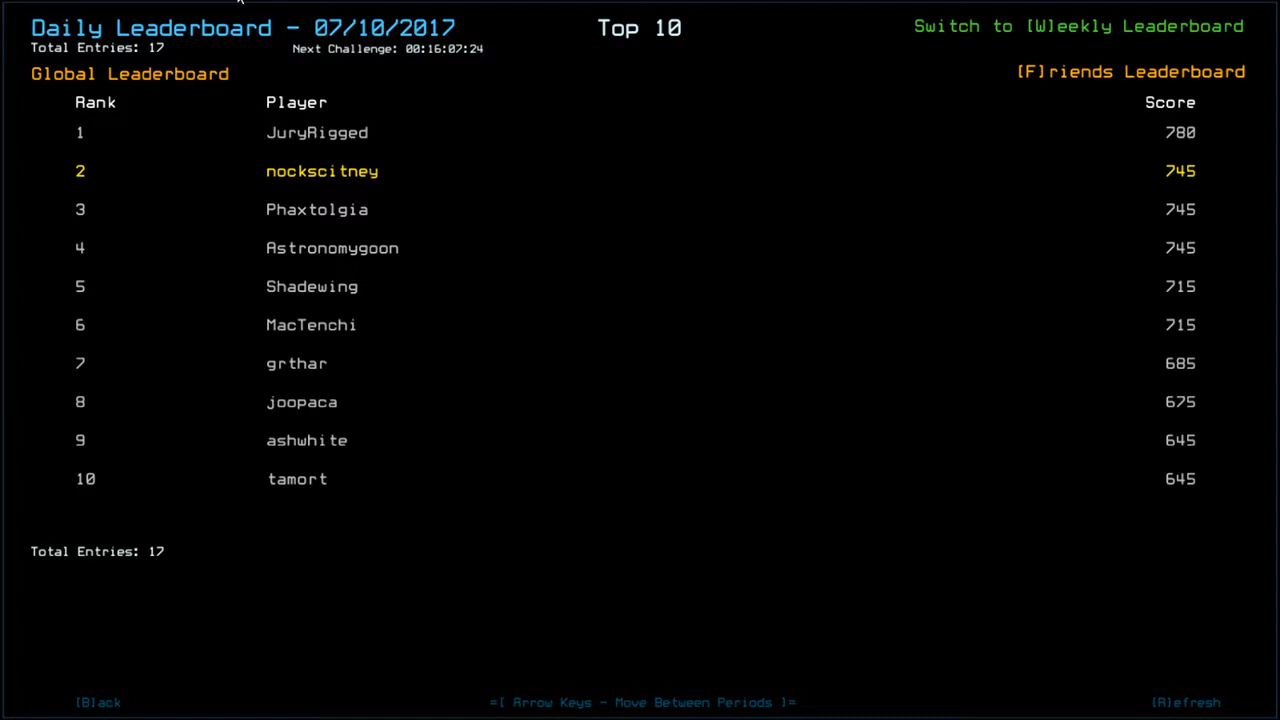 Daily Leaderboard - 07/10/2017 Top 10 Switch to [W]eekly Leaderboard
Total Entries: 17 Next Challenge: 00:16:07:24
Global Leaderboard [F]riends Leaderboard
Rank Player Score
1 JuryRigged 780
2 nockscitney 745
3 Phaxtolgia 745
4 Astronomygoon 745
5 Shadewing 715
6 MacTenchi 715
7 grthar 685
8 joopaca 675
9 ashwhite 645
10 tamort 645
Total Entries: 17
[B]ack =[ Arrow Keys - Move Between Periods ]= [R]efresh